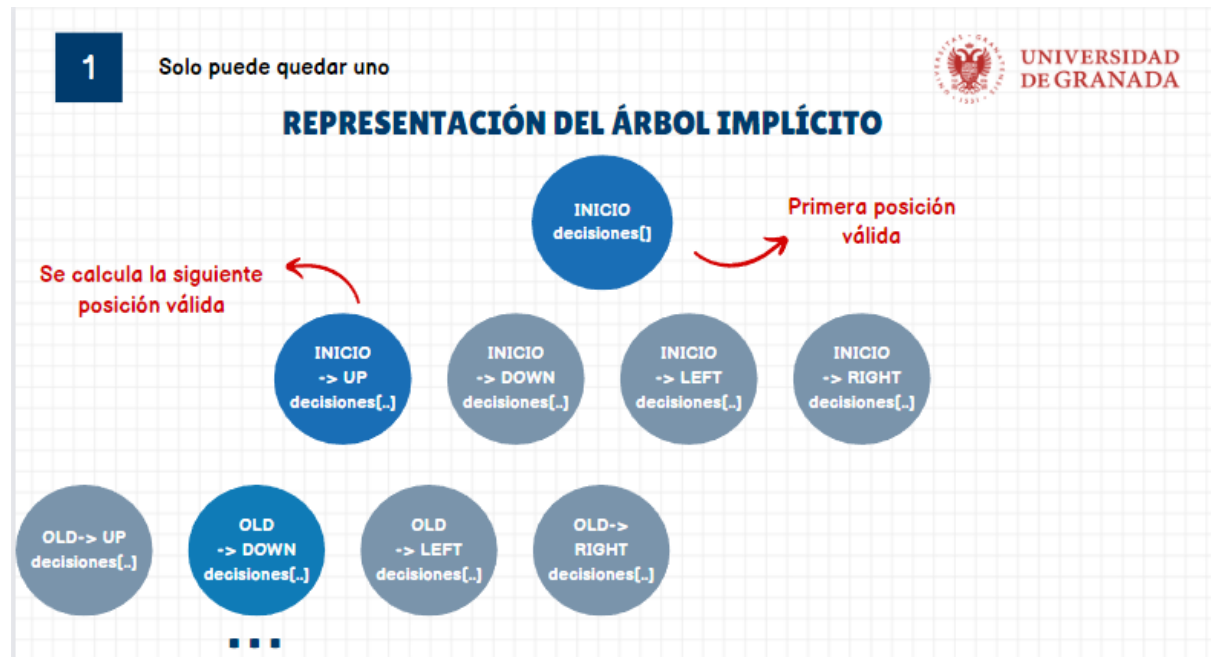 1
Solo puede quedar uno
UNIVERSIDAD
DE GRANADA
REPRESENTACIÓN DEL ÁRBOL IMPLÍCITO
INICIO
decisiones[]
Primera posición
válida
Se calcula la siguiente
posición válida
INICIO
-> UP
decisiones[..]
INICIO
-> DOWN
decisiones[..]
INICIO
-> LEFT
decisiones[..]
INICIO
-> RIGHT
decisiones[..]
OLD-> UP
decisiones[..]
OLD
-> DOWN
decisiones[..]
OLD
-> LEFT
decisiones[..]
OLD->
RIGHT
decisiones[..]
...